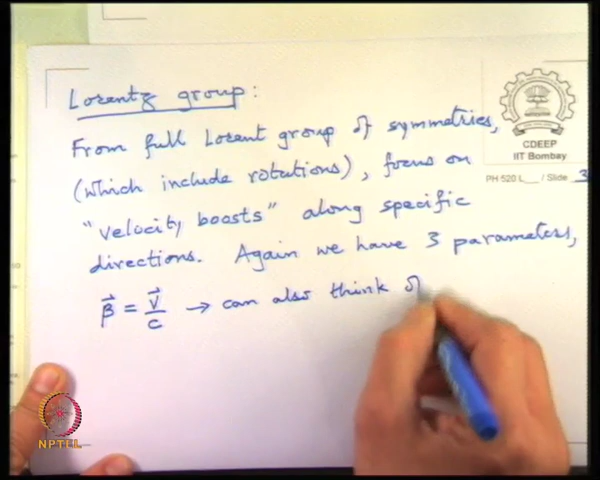 Lorentz group:
From full Lorent group of symmetries,
(which include rotations), focus on
"velocity boosts" along specific
directions. Again we have 3 parameters,
β⃗ = v⃗/c → can also think of
CDEEP
IIT Bombay
PH 520 L___ / Slide 3
NPTEL